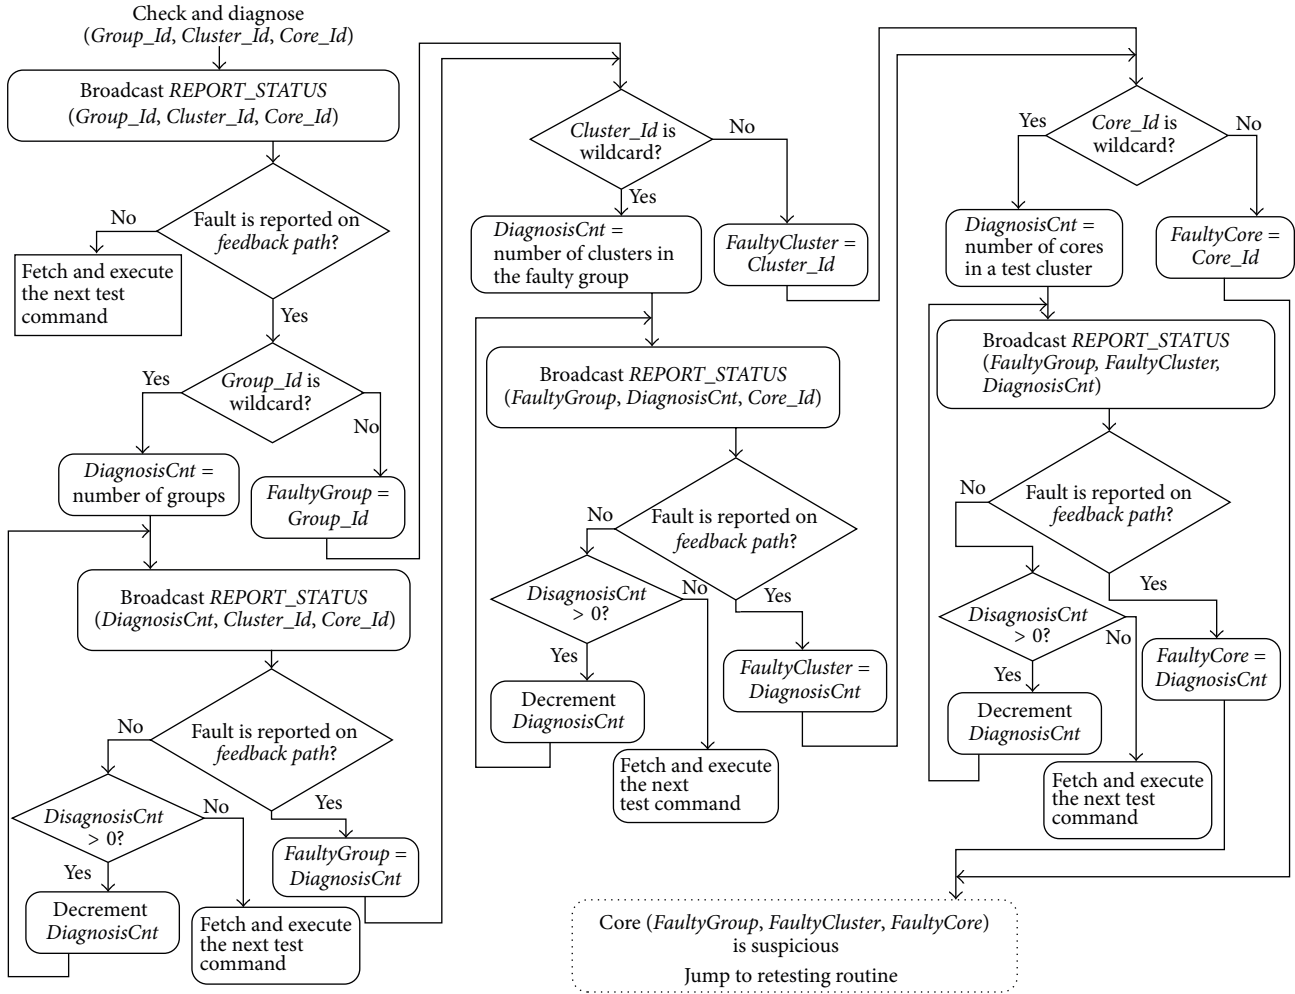 Check and diagnose
(Group_Id, Cluster_Id, Core_Id)
Broadcast REPORT_STATUS
(Group_Id, Cluster_Id, Core_Id)
Fault is reported on
feedback path?
No
Yes
Fetch and execute
the next test
command
Group_Id is
wildcard?
Yes
No
DiagnosisCnt =
number of groups
FaultyGroup =
Group_Id
Broadcast REPORT_STATUS
(DiagnosisCnt, Cluster_Id, Core_Id)
Fault is reported on
feedback path?
No
Yes
DisagnosisCnt
> 0?
No
Yes
FaultyGroup =
DiagnosisCnt
Decrement
DiagnosisCnt
Fetch and execute
the next test
command
Cluster_Id is
wildcard?
No
Yes
DiagnosisCnt =
number of clusters in
the faulty group
FaultyCluster =
Cluster_Id
Broadcast REPORT_STATUS
(FaultyGroup, DiagnosisCnt, Core_Id)
Fault is reported on
feedback path?
No
Yes
DisagnosisCnt
> 0?
No
Yes
FaultyCluster =
DiagnosisCnt
Decrement
DiagnosisCnt
Fetch and execute
the next
test command
Core_Id is
wildcard?
Yes
No
DiagnosisCnt =
number of cores
in a test cluster
FaultyCore =
Core_Id
Broadcast REPORT_STATUS
(FaultyGroup, FaultyCluster,
DiagnosisCnt)
Fault is reported on
feedback path?
No
Yes
DisagnosisCnt
> 0?
No
Yes
FaultyCore =
DiagnosisCnt
Decrement
DiagnosisCnt
Fetch and execute
the next test
command
Core (FaultyGroup, FaultyCluster, FaultyCore)
is suspicious
Jump to retesting routine